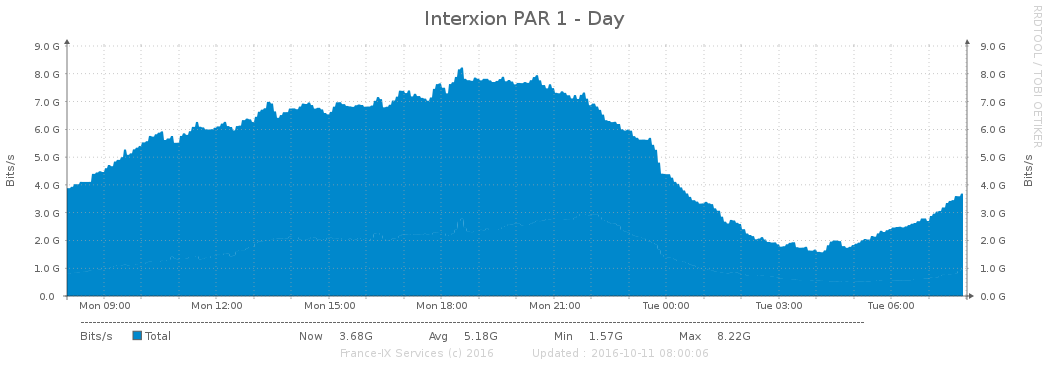 Interxion PAR 1 - Day
RRDTOOL / TOBI OETIKER
Bits/s
9.0 G 9.0 G
8.0 G 8.0 G
7.0 G 7.0 G
6.0 G 6.0 G
5.0 G 5.0 G
4.0 G 4.0 G
3.0 G 3.0 G
2.0 G 2.0 G
1.0 G 1.0 G
0.0 0.0 G
Bits/s
Mon 09:00 Mon 12:00 Mon 15:00 Mon 18:00 Mon 21:00 Tue 00:00 Tue 03:00 Tue 06:00
Bits/s Total Now 3.68G Avg 5.18G Min 1.57G Max 8.22G
France-IX Services (c) 2016 Updated : 2016-10-11 08:00:06